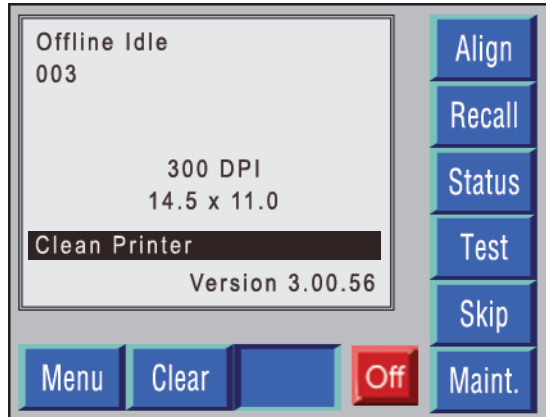 Offline Idle
003
300 DPI
14.5 x 11.0
Clean Printer
Version 3.00.56
Align
Recall
Status
Test
Skip
Maint.
Menu
Clear
Off